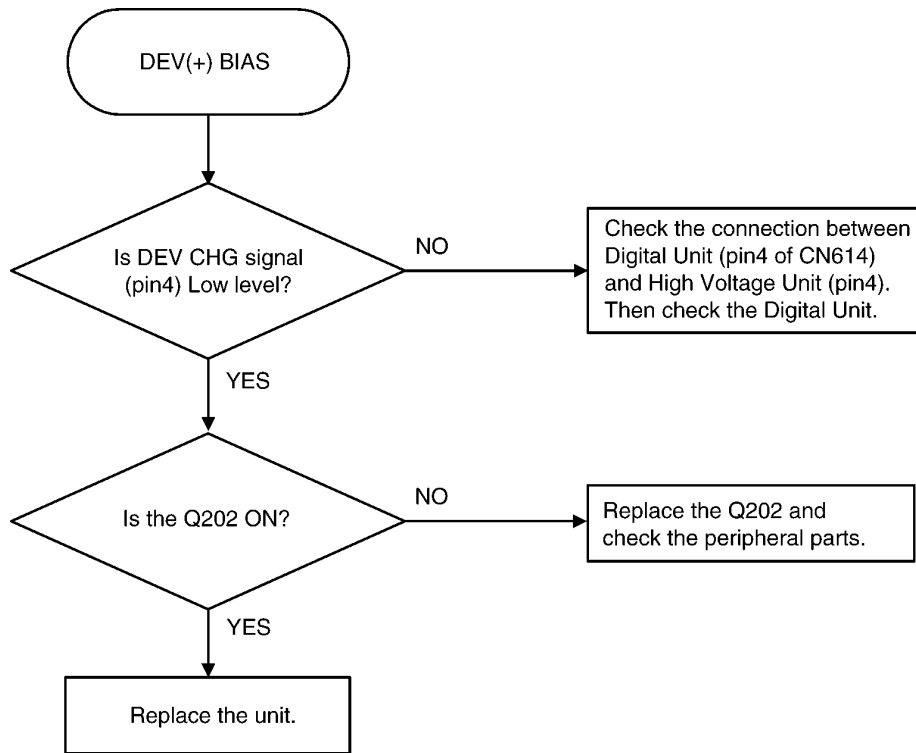 DEV(+) BIAS
Is DEV CHG signal
(pin4) Low level?
NO
Check the connection between
Digital Unit (pin4 of CN614)
and High Voltage Unit (pin4).
Then check the Digital Unit.
YES
Is the Q202 ON?
NO
Replace the Q202 and
check the peripheral parts.
YES
Replace the unit.